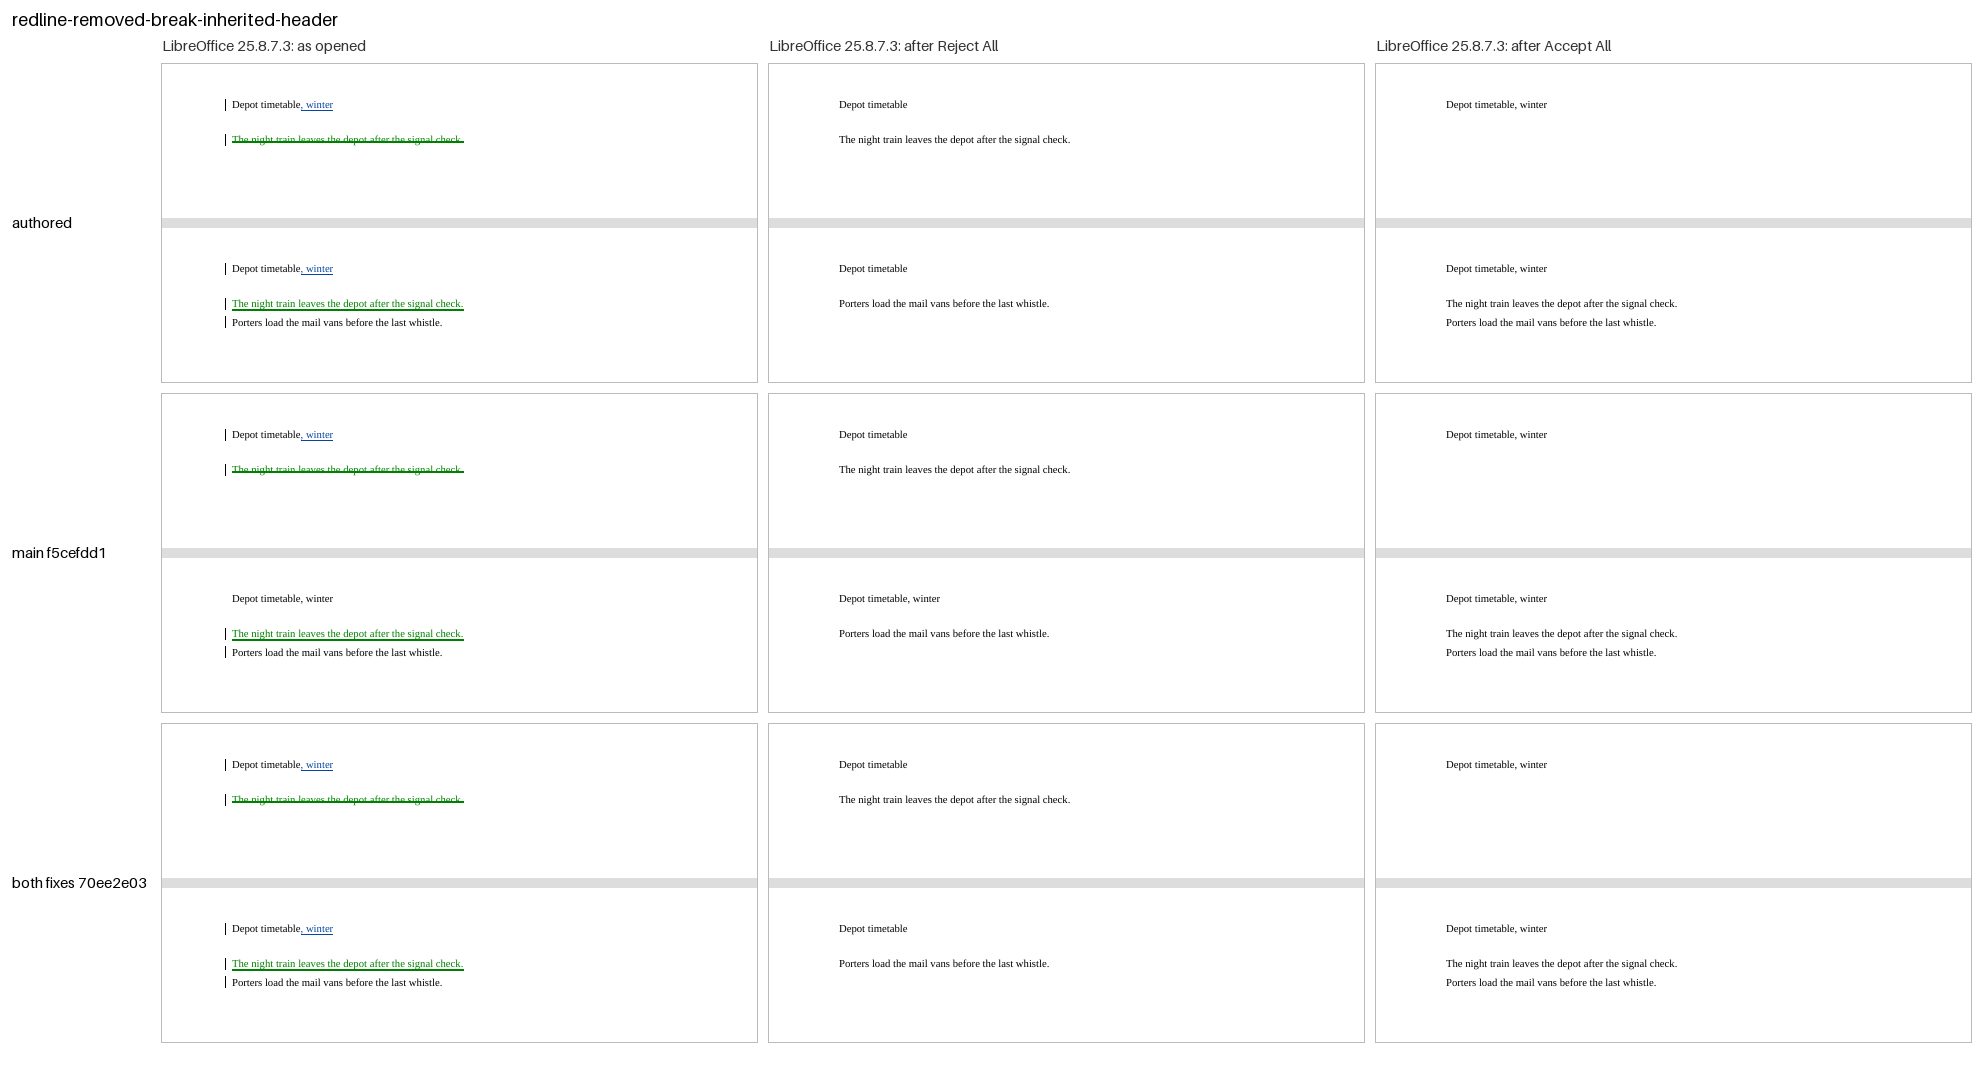 redline-removed-break-inherited-header
LibreOffice 25.8.7.3: as opened
LibreOffice 25.8.7.3: after Reject All
LibreOffice 25.8.7.3: after Accept All
authored
Depot timetable, winter
The night train leaves the depot after the signal check.
Depot timetable, winter
The night train leaves the depot after the signal check.
Porters load the mail vans before the last whistle.
Depot timetable
The night train leaves the depot after the signal check.
Depot timetable
Porters load the mail vans before the last whistle.
Depot timetable, winter
Depot timetable, winter
The night train leaves the depot after the signal check.
Porters load the mail vans before the last whistle.
main f5cefdd1
Depot timetable, winter
The night train leaves the depot after the signal check.
Depot timetable, winter
The night train leaves the depot after the signal check.
Porters load the mail vans before the last whistle.
Depot timetable
The night train leaves the depot after the signal check.
Depot timetable, winter
Porters load the mail vans before the last whistle.
Depot timetable, winter
Depot timetable, winter
The night train leaves the depot after the signal check.
Porters load the mail vans before the last whistle.
both fixes 70ee2e03
Depot timetable, winter
The night train leaves the depot after the signal check.
Depot timetable, winter
The night train leaves the depot after the signal check.
Porters load the mail vans before the last whistle.
Depot timetable
The night train leaves the depot after the signal check.
Depot timetable
Porters load the mail vans before the last whistle.
Depot timetable, winter
Depot timetable, winter
The night train leaves the depot after the signal check.
Porters load the mail vans before the last whistle.